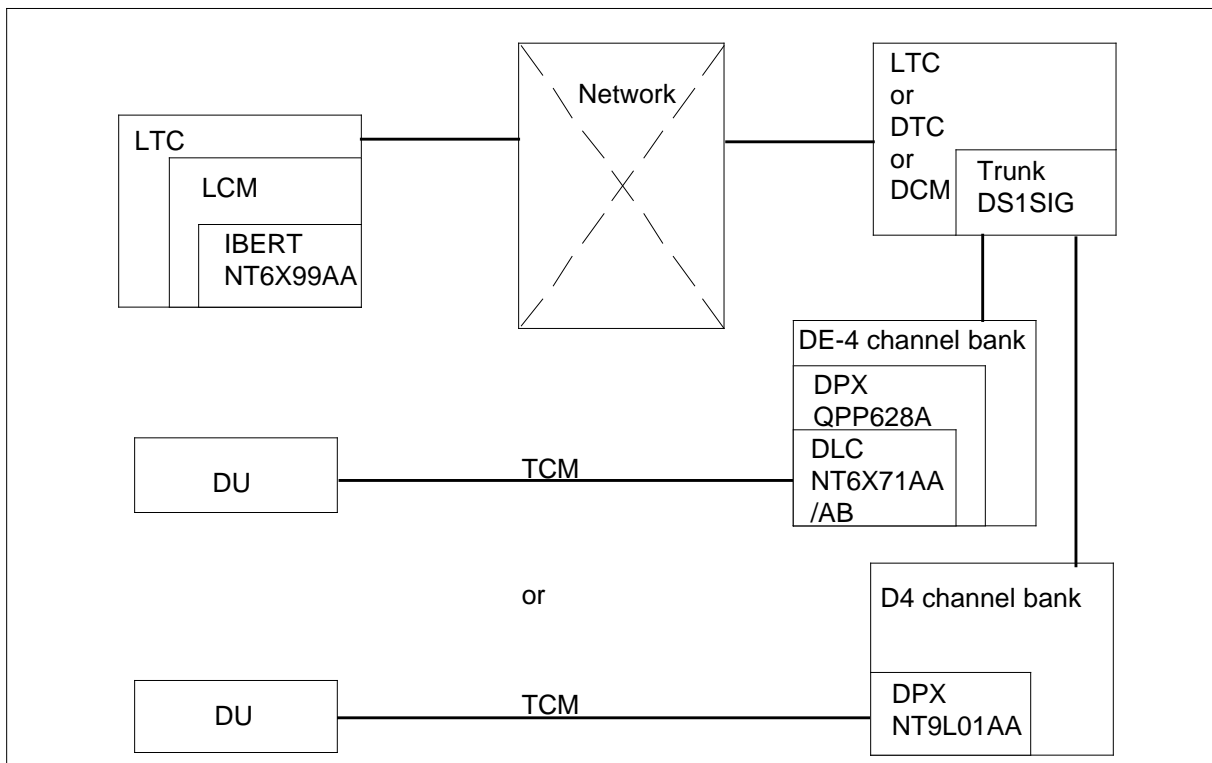 LTC
LCM
IBERT
NT6X99AA
Network
LTC
or
DTC
or
DCM
Trunk
DS1SIG
DE-4 channel bank
DPX
QPP628A
DLC
NT6X71AA
/AB
DU
TCM
or
D4 channel bank
DPX
NT9L01AA
DU
TCM